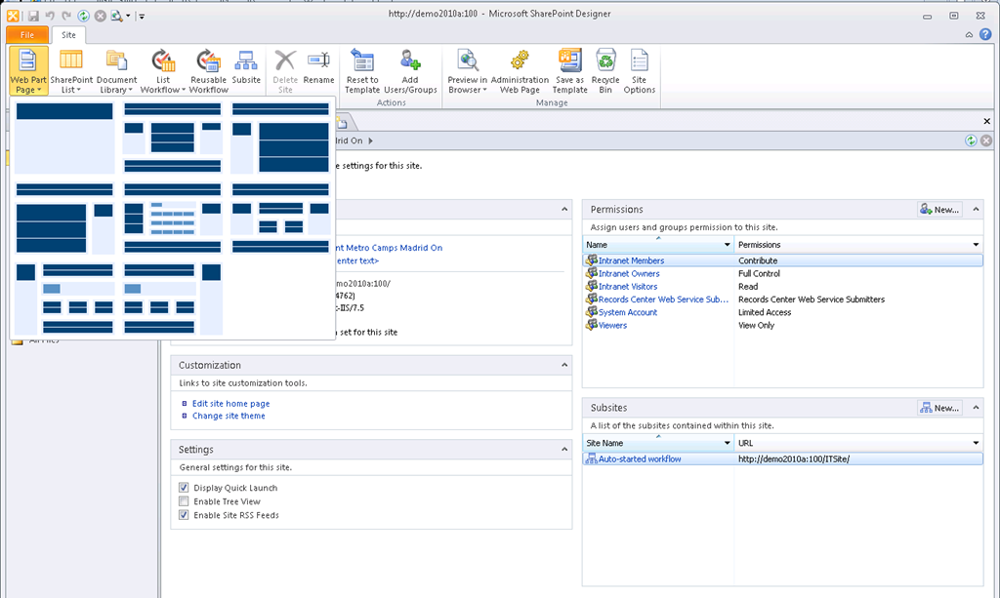 http://demo2010a:100 - Microsoft SharePoint Designer
File Site
Web Part Page
SharePoint List
Document Library
List Workflow
Reusable Workflow
Subsite
Delete Site
Rename
Reset to Template
Add Users/Groups
Preview in Browser
Administration Web Page
Save as Template
Recycle Bin
Site Options
Actions
Manage
drid On
e settings for this site.
nt Metro Camps Madrid On
enter text>
mo2010a:100/
4762)
t-IIS/7.5
set for this site
All Files
Customization
Links to site customization tools.
Edit site home page
Change site theme
Settings
General settings for this site.
Display Quick Launch
Enable Tree View
Enable Site RSS Feeds
Permissions New...
Assign users and groups permission to this site.
Name Permissions
Intranet Members Contribute
Intranet Owners Full Control
Intranet Visitors Read
Records Center Web Service Sub... Records Center Web Service Submitters
System Account Limited Access
Viewers View Only
Subsites New...
A list of the subsites contained within this site.
Site Name URL
Auto-started workflow http://demo2010a:100/ITSite/